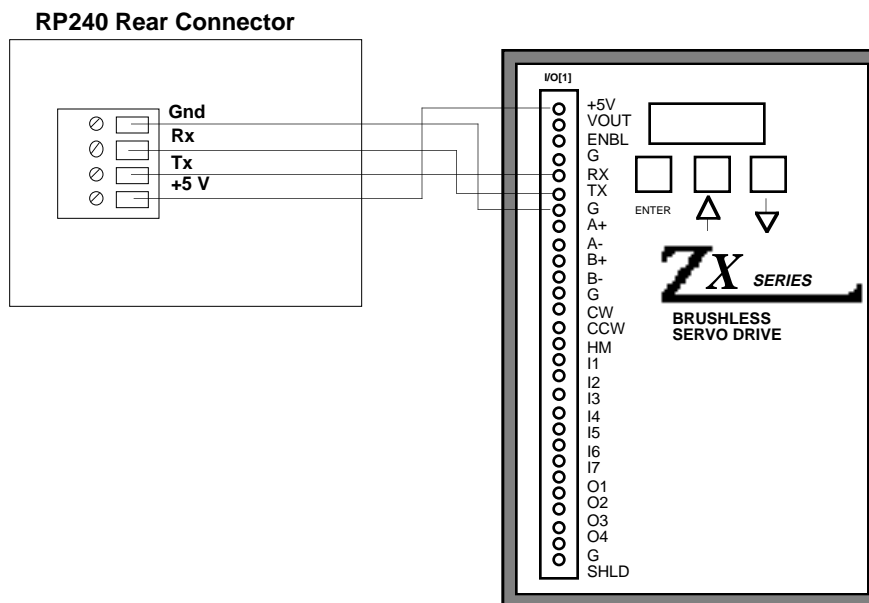 RP240 Rear Connector
Gnd
Rx
Tx
+5 V
I/O[1]
+5V
VOUT
ENBL
G
RX
TX
G
A+
A-
B+
B-
G
CW
CCW
HM
I1
I2
I3
I4
I5
I6
I7
O1
O2
O3
O4
G
SHLD
ENTER
ZX SERIES
BRUSHLESS
SERVO DRIVE